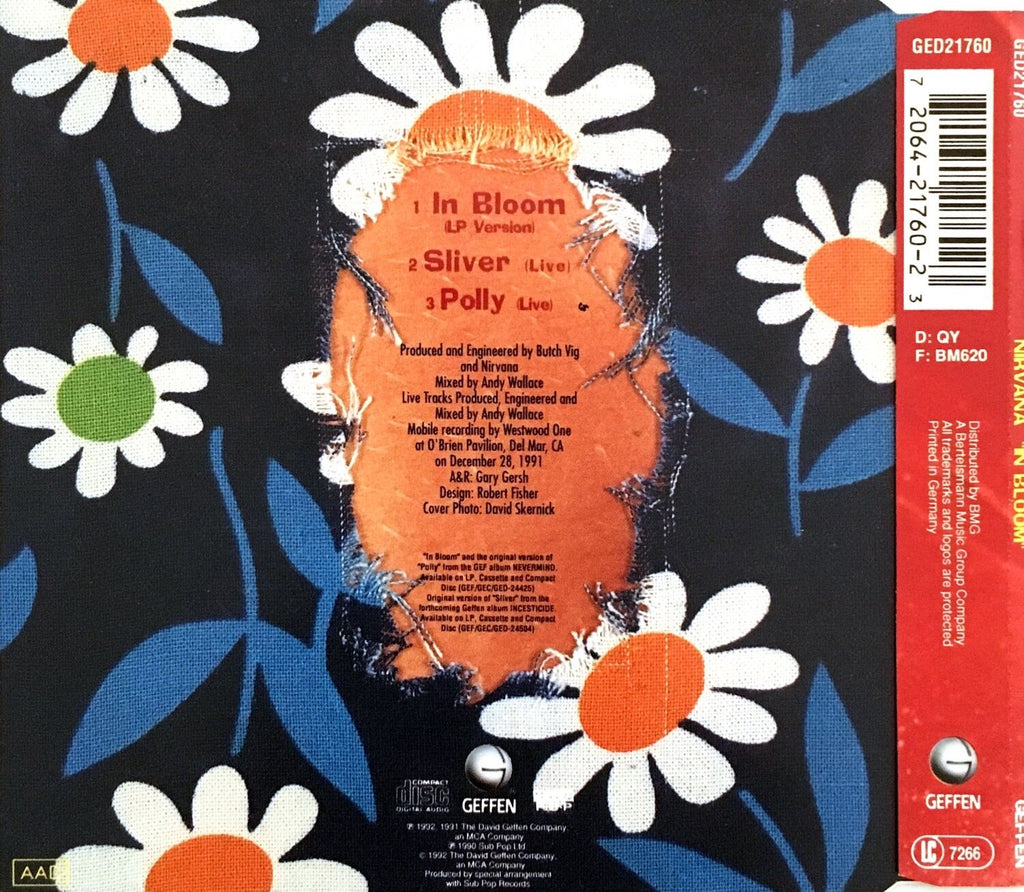 1 In Bloom
(LP Version)
2 Sliver (Live)
3 Polly (Live)
Produced and Engineered by Butch Vig
and Nirvana
Mixed by Andy Wallace
Live Tracks Produced, Engineered and
Mixed by Andy Wallace
Mobile recording by Westwood One
at O'Brien Pavilion, Del Mar, CA
on December 28, 1991
A&R: Gary Gersh
Design: Robert Fisher
Cover Photo: David Skernick
"In Bloom" and the original version of
"Polly" from the GEF album NEVERMIND.
Available on LP, Cassette and Compact
Disc (GEF/GEC/GED-24425)
Original version of "Sliver" from the
forthcoming Geffen album INCESTICIDE.
Available on LP, Cassette and Compact
Disc (GEF/GEC/GED-24504)
COMPACT
disc
DIGITAL AUDIO
GEFFEN
℗ 1992, 1991 The David Geffen Company,
an MCA Company
℗ 1990 Sub Pop Ltd
© 1992 The David Geffen Company,
an MCA Company
Produced by special arrangement
with Sub Pop Records
AAD
GED21760
7 2064-21760-2 3
D: QY
F: BM620
Distributed by BMG
A Bertelsmann Music Group Company
All trademarks and logos are protected
Printed in Germany
GEFFEN
LC 7266
GED21760
NIRVANA "IN BLOOM"
GEFFEN